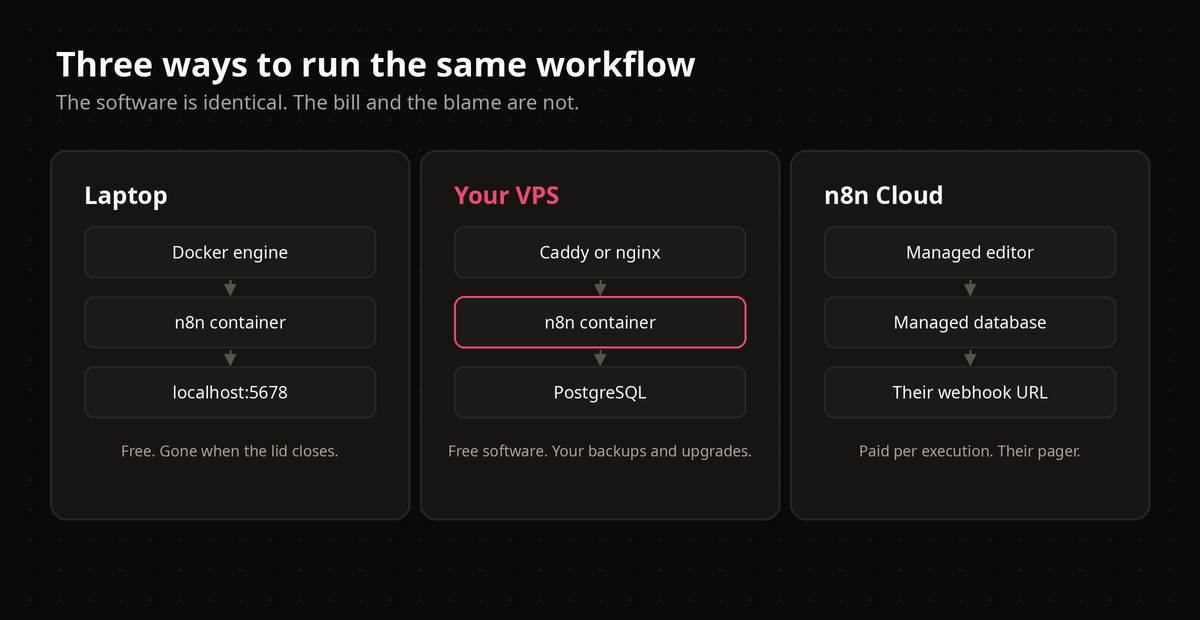 Three ways to run the same workflow
The software is identical. The bill and the blame are not.
Laptop
Docker engine
n8n container
localhost:5678
Free. Gone when the lid closes.
Your VPS
Caddy or nginx
n8n container
PostgreSQL
Free software. Your backups and upgrades.
n8n Cloud
Managed editor
Managed database
Their webhook URL
Paid per execution. Their pager.